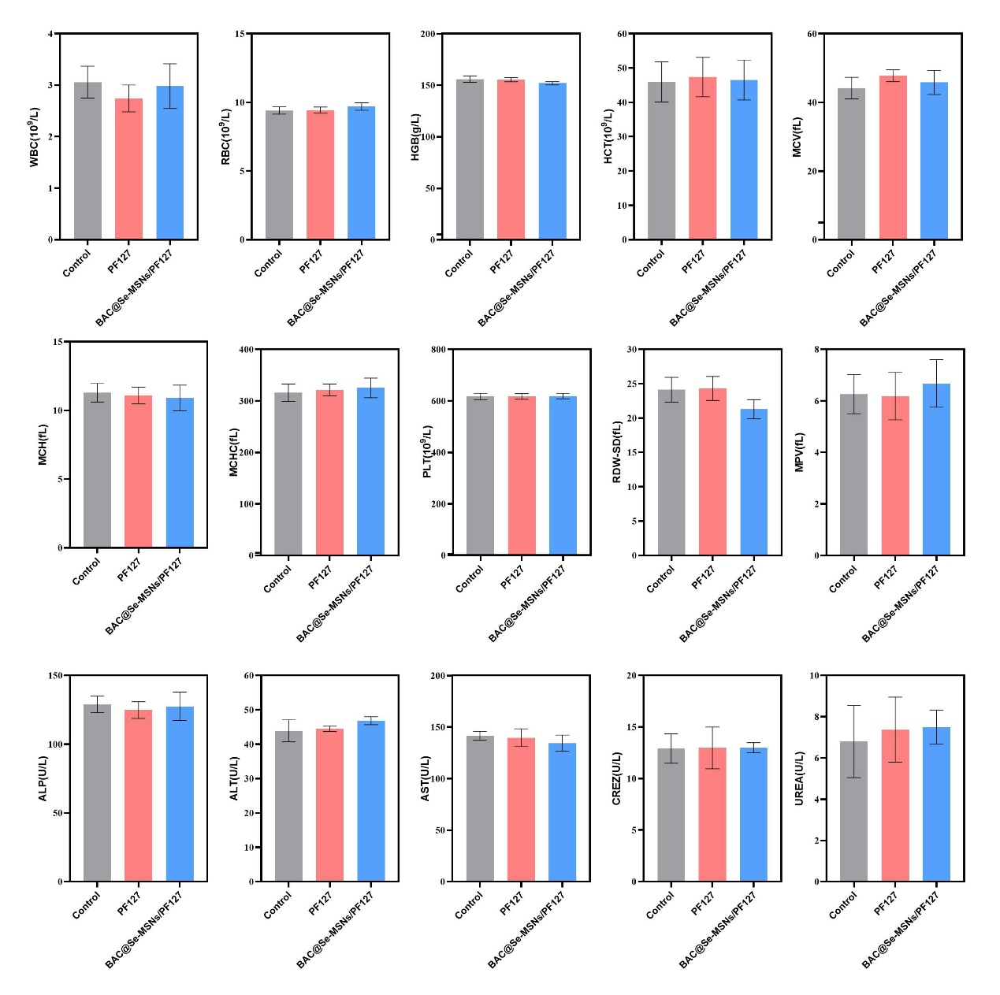 WBC(10⁹/L)
4
3
2
1
0
Control
PF127
BAC@Se-MSNs/PF127
RBC(10⁹/L)
15
10
5
0
Control
PF127
BAC@Se-MSNs/PF127
HGB(g/L)
200
150
100
50
0
Control
PF127
BAC@Se-MSNs/PF127
HCT(10⁹/L)
60
50
40
30
20
10
0
Control
PF127
BAC@Se-MSNs/PF127
MCV(fL)
60
40
20
0
Control
PF127
BAC@Se-MSNs/PF127
MCH(fL)
15
10
5
0
Control
PF127
BAC@Se-MSNs/PF127
MCHC(fL)
400
300
200
100
0
Control
PF127
BAC@Se-MSNs/PF127
PLT(10⁹/L)
800
600
400
200
0
Control
PF127
BAC@Se-MSNs/PF127
RDW-SD(fL)
30
25
20
15
10
5
0
Control
PF127
BAC@Se-MSNs/PF127
MPV(fL)
8
6
4
2
0
Control
PF127
BAC@Se-MSNs/PF127
ALP(U/L)
150
100
50
0
Control
PF127
BAC@Se-MSNs/PF127
ALT(U/L)
60
50
40
30
20
10
0
Control
PF127
BAC@Se-MSNs/PF127
AST(U/L)
200
150
100
50
0
Control
PF127
BAC@Se-MSNs/PF127
CREZ(U/L)
20
15
10
5
0
Control
PF127
BAC@Se-MSNs/PF127
UREA(U/L)
10
8
6
4
2
0
Control
PF127
BAC@Se-MSNs/PF127